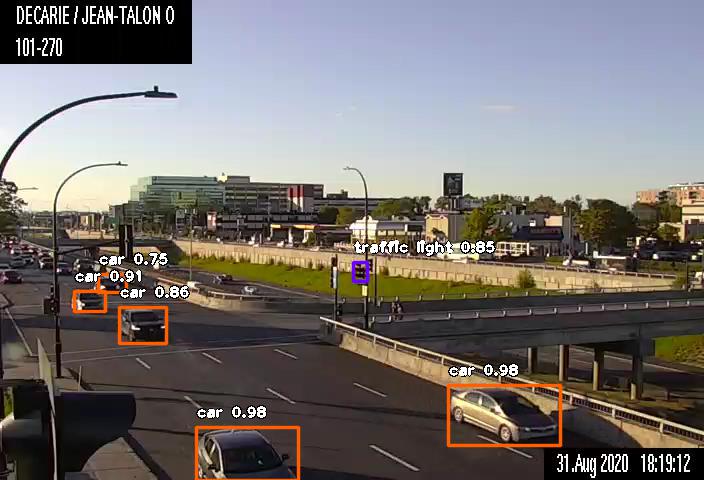 DECARIE / JEAN-TALON O
101-270
traffic light 0.85
car 0.75
car 0.91
car 0.86
car 0.98
car 0.98
31.Aug 2020 18:19:12